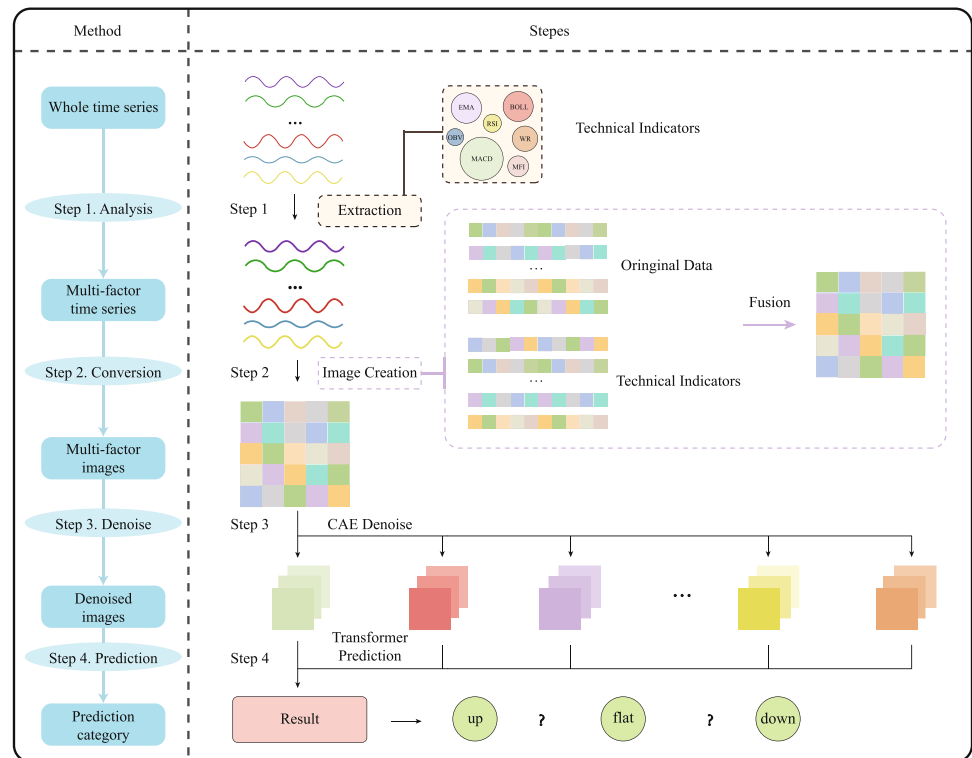 Method
Stepes
Whole time series
Step 1. Analysis
Multi-factor
time series
Step 2. Conversion
Multi-factor
images
Step 3. Denoise
Denoised
images
Step 4. Prediction
Prediction
category
...
EMA
BOLL
RSI
OBV
WR
MACD
MFI
Technical Indicators
Step 1
Extraction
...
Step 2
Image Creation
...
Oringinal Data
...
Technical Indicators
Fusion
Step 3
CAE Denoise
...
Step 4
Transformer
Prediction
Result
up
?
flat
?
down